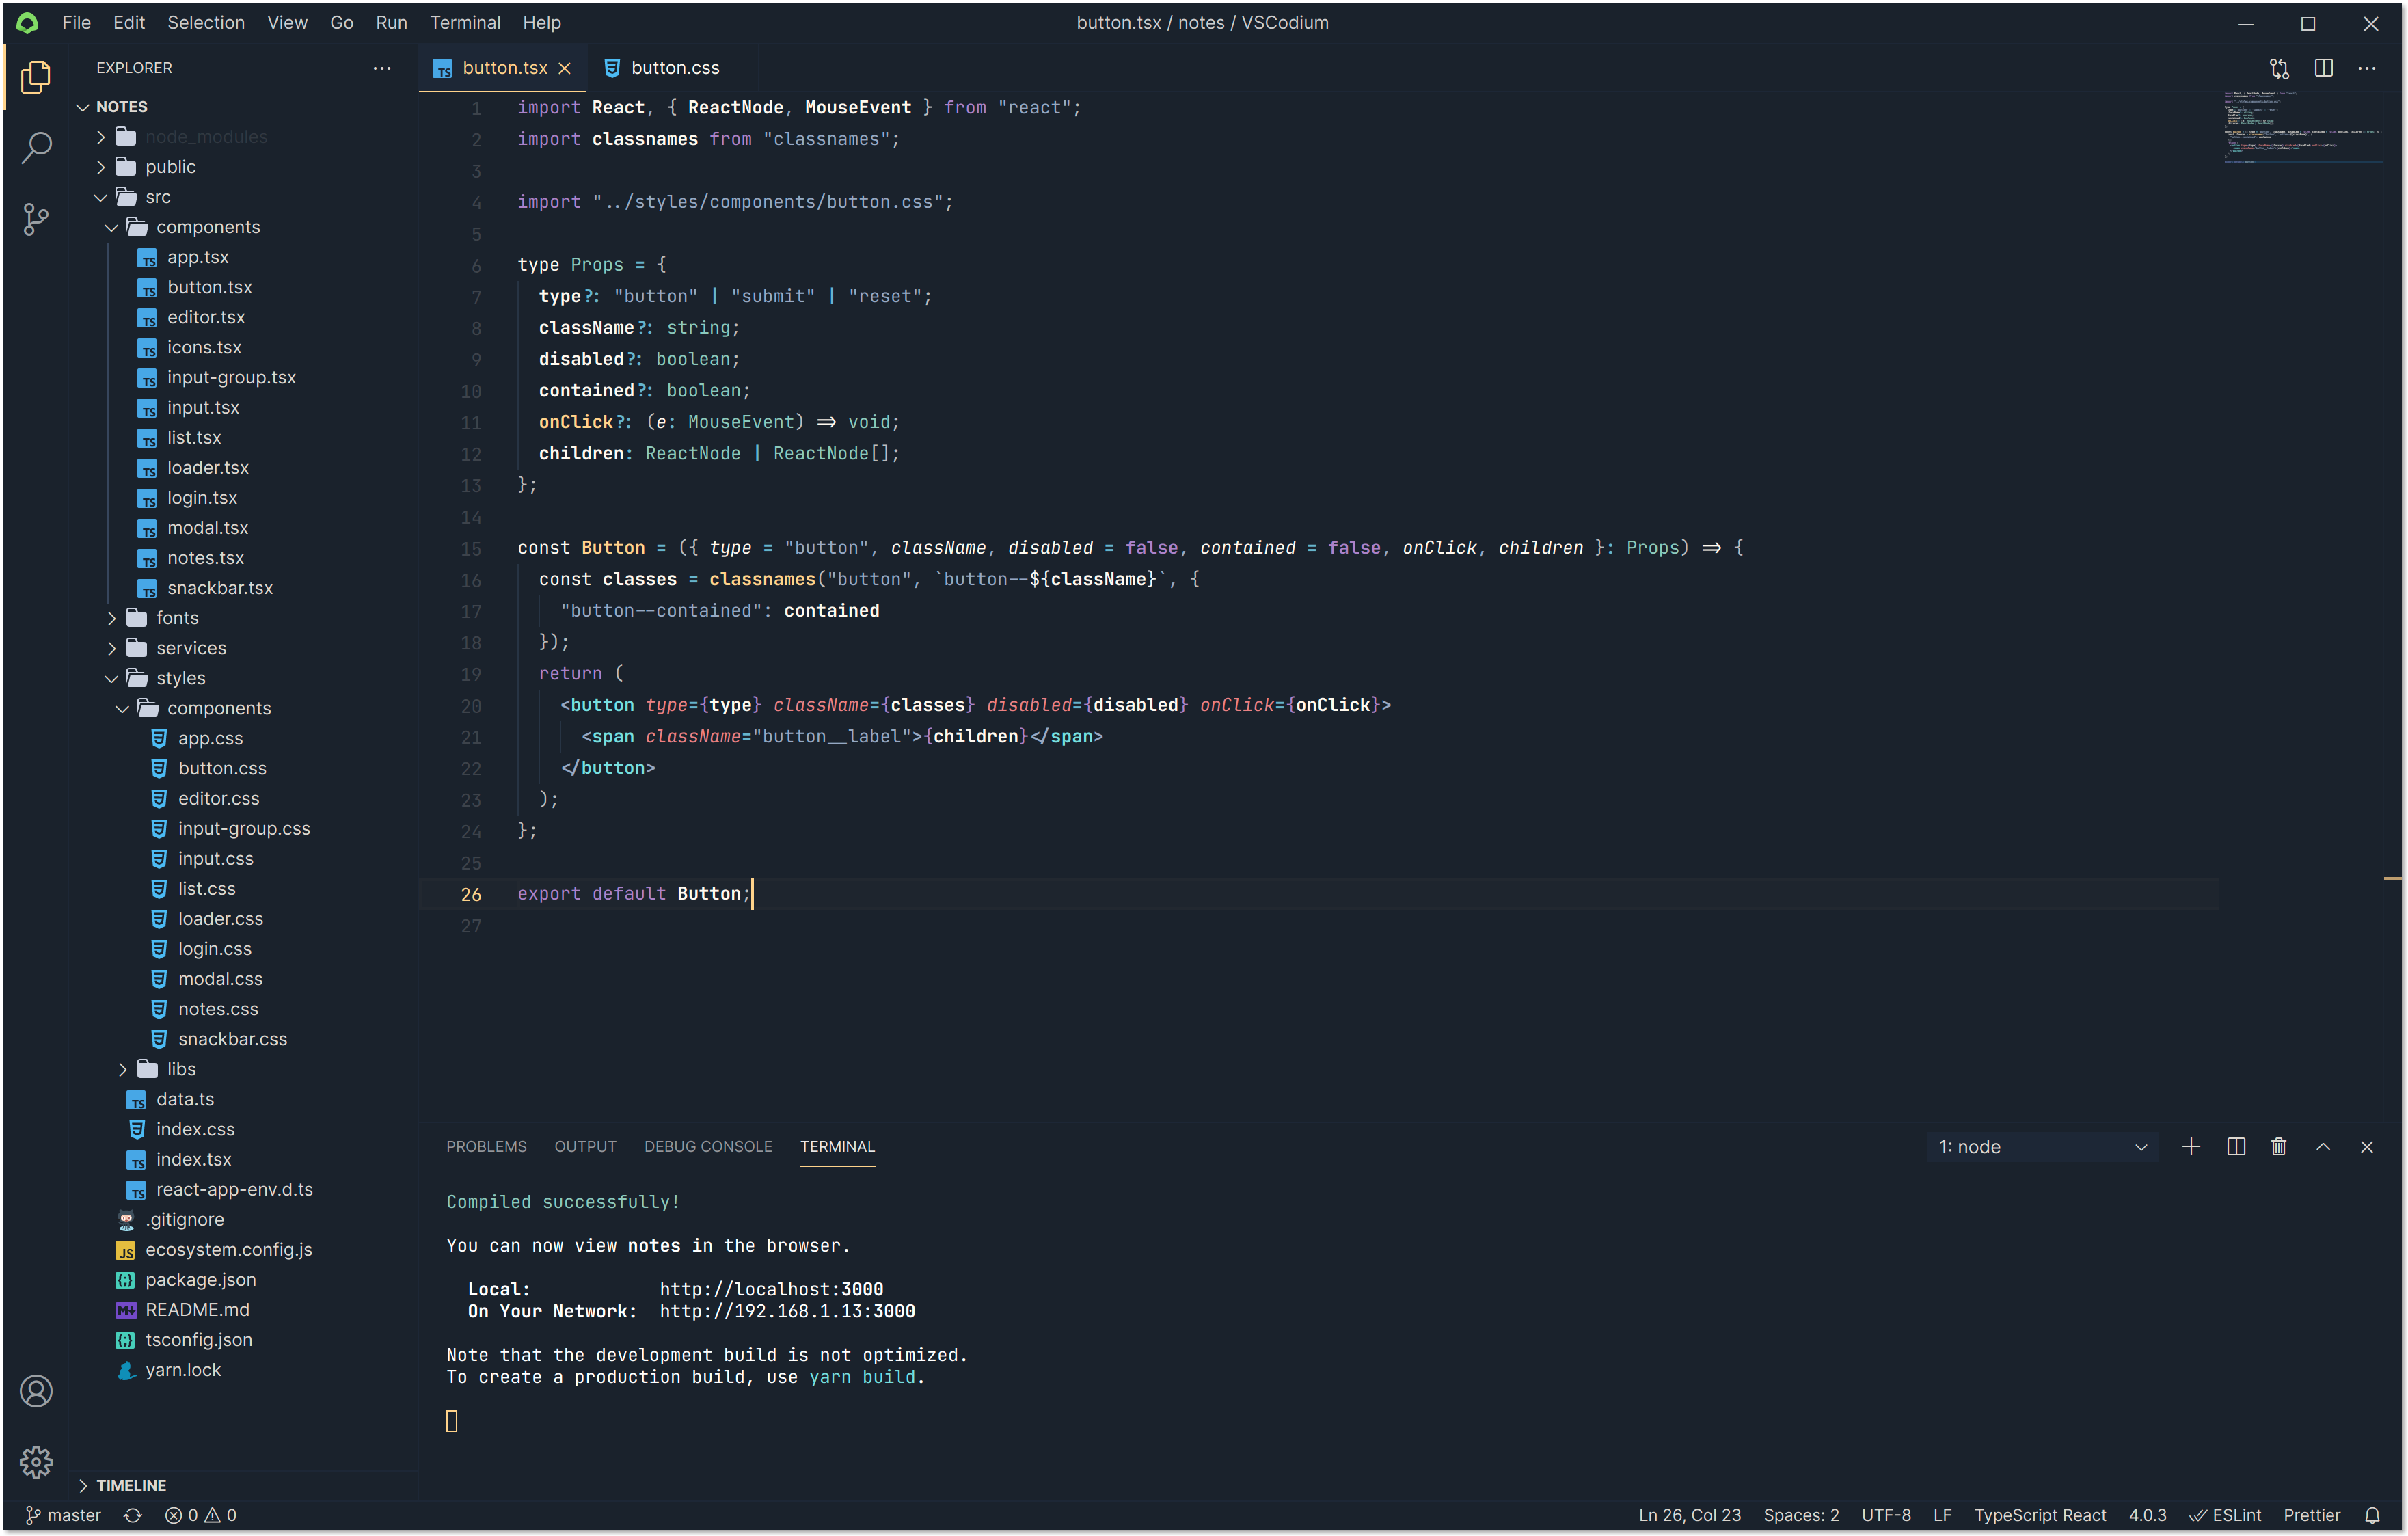 File Edit Selection View Go Run Terminal Help
button.tsx / notes / VSCodium
EXPLORER
NOTES
node_modules
public
src
components
app.tsx
button.tsx
editor.tsx
icons.tsx
input-group.tsx
input.tsx
list.tsx
loader.tsx
login.tsx
modal.tsx
notes.tsx
snackbar.tsx
fonts
services
styles
components
app.css
button.css
editor.css
input-group.css
input.css
list.css
loader.css
login.css
modal.css
notes.css
snackbar.css
libs
data.ts
index.css
index.tsx
react-app-env.d.ts
.gitignore
ecosystem.config.js
package.json
README.md
tsconfig.json
yarn.lock
TIMELINE
button.tsx button.css
1 import React, { ReactNode, MouseEvent } from "react";
2 import classnames from "classnames";
3
4 import "../styles/components/button.css";
5
6 type Props = {
7   type?: "button" | "submit" | "reset";
8   className?: string;
9   disabled?: boolean;
10   contained?: boolean;
11   onClick?: (e: MouseEvent) => void;
12   children: ReactNode | ReactNode[];
13 };
14
15 const Button = ({ type = "button", className, disabled = false, contained = false, onClick, children }: Props) => {
16   const classes = classnames("button", `button--${className}`, {
17     "button--contained": contained
18   });
19   return (
20     <button type={type} className={classes} disabled={disabled} onClick={onClick}>
21       <span className="button__label">{children}</span>
22     </button>
23   );
24 };
25
26 export default Button;
27
PROBLEMS OUTPUT DEBUG CONSOLE TERMINAL
1: node
Compiled successfully!
You can now view notes in the browser.
Local: http://localhost:3000
On Your Network: http://192.168.1.13:3000
Note that the development build is not optimized.
To create a production build, use yarn build.
master 0 0
Ln 26, Col 23 Spaces: 2 UTF-8 LF TypeScript React 4.0.3 ESLint Prettier